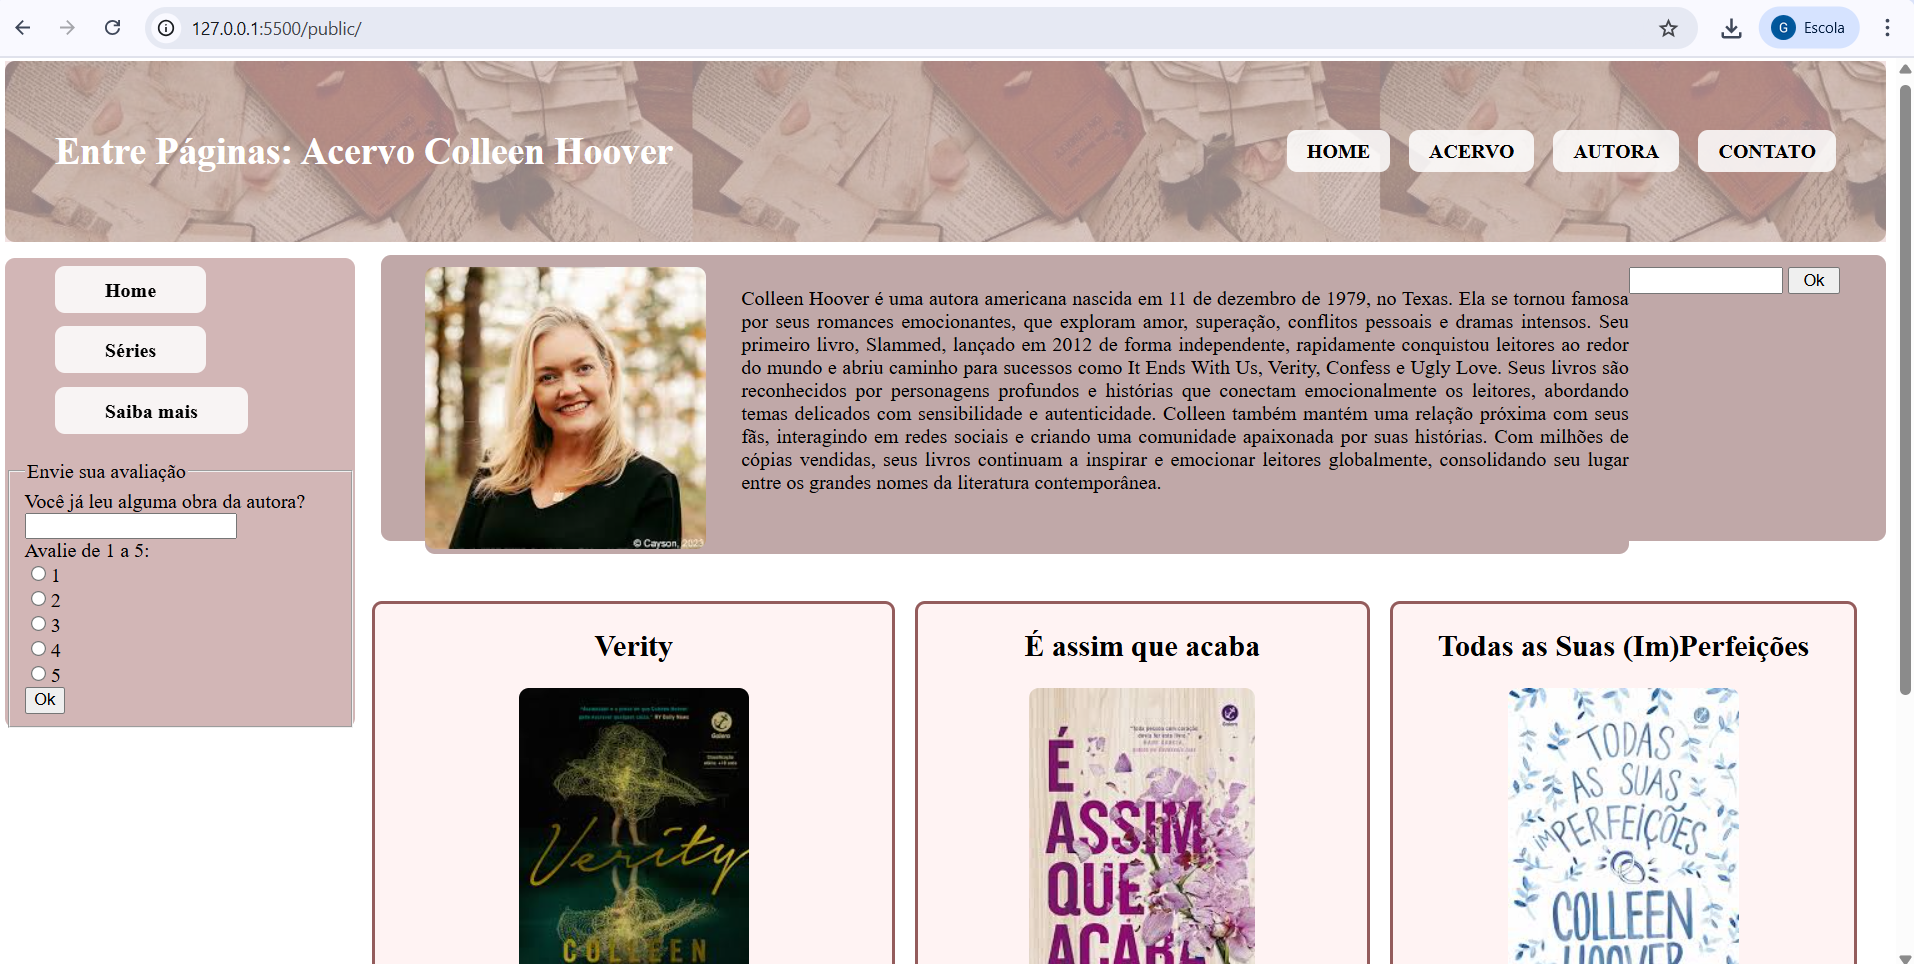 127.0.0.1:5500/public/
G
Escola
Entre Páginas: Acervo Colleen Hoover
HOME
ACERVO
AUTORA
CONTATO
Home
Séries
Saiba mais
Envie sua avaliação
Você já leu alguma obra da autora?
Avalie de 1 a 5:
1
2
3
4
5
Ok
© Cayson, 2023
Colleen Hoover é uma autora americana nascida em 11 de dezembro de 1979, no Texas. Ela se tornou famosa
por seus romances emocionantes, que exploram amor, superação, conflitos pessoais e dramas intensos. Seu
primeiro livro, Slammed, lançado em 2012 de forma independente, rapidamente conquistou leitores ao redor
do mundo e abriu caminho para sucessos como It Ends With Us, Verity, Confess e Ugly Love. Seus livros são
reconhecidos por personagens profundos e histórias que conectam emocionalmente os leitores, abordando
temas delicados com sensibilidade e autenticidade. Colleen também mantém uma relação próxima com seus
fãs, interagindo em redes sociais e criando uma comunidade apaixonada por suas histórias. Com milhões de
cópias vendidas, seus livros continuam a inspirar e emocionar leitores globalmente, consolidando seu lugar
entre os grandes nomes da literatura contemporânea.
Ok
Verity
Galera
Verity
COLLEEN
É assim que acaba
Galera
É
ASSIM
QUE
ACABA
Todas as Suas (Im)Perfeições
TODAS
AS SUAS
imPERFEIÇÕES
COLLEEN
HOOVER